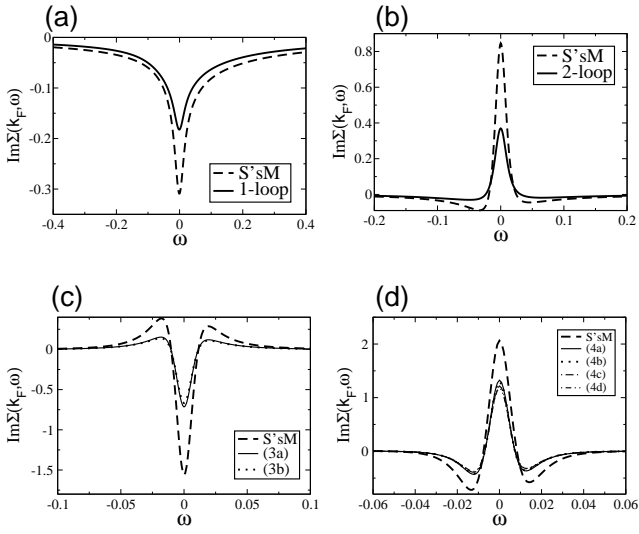 (a)
0
-0.1
-0.2
-0.3
ImΣ(k_F,ω)
S'sM
1-loop
-0.4 -0.2 0 0.2 0.4
ω
(b)
0.8
0.6
0.4
0.2
0
ImΣ(k_F,ω)
S'sM
2-loop
-0.2 -0.1 0 0.1 0.2
ω
(c)
0
-0.5
-1.0
-1.5
ImΣ(k_F,ω)
S'sM
(3a)
(3b)
-0.1 -0.05 0 0.05 0.1
ω
(d)
2
1
0
ImΣ(k_F,ω)
S'sM
(4a)
(4b)
(4c)
(4d)
-0.06 -0.04 -0.02 0 0.02 0.04 0.06
ω